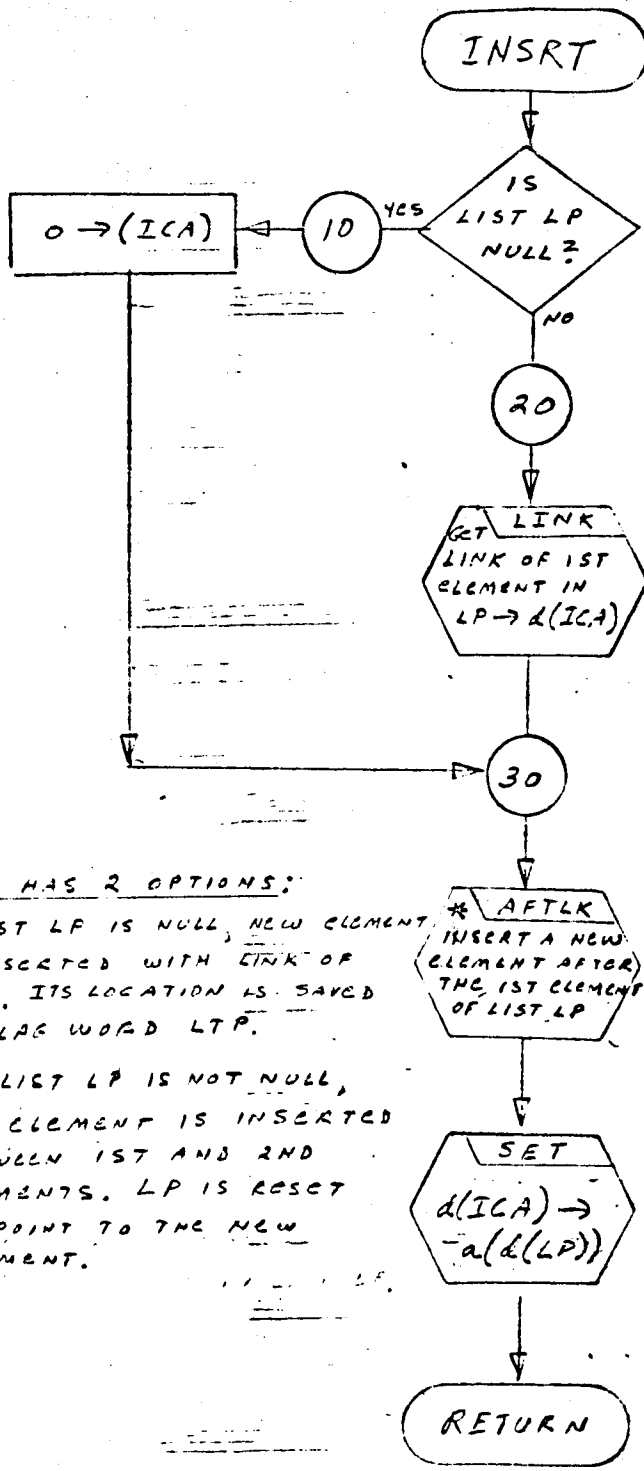 INSRT
IS
LIST LP
NULL?
YES
10
0 → (ICA)
NO
20
LINK
GET
LINK OF 1ST
ELEMENT IN
LP → d(ICA)
30
HAS 2 OPTIONS:
ST LP IS NULL, NEW ELEMENT
SERTED WITH LINK OF
. ITS LOCATION IS SAVED
WORD LTP.
LIST LP IS NOT NULL,
ELEMENT IS INSERTED
1ST AND 2ND
MENTS. LP IS RESET
POINT TO THE NEW
MENT.
* AFTLK
INSERT A NEW
ELEMENT AFTER
THE 1ST ELEMENT
OF LIST LP
SET
d(ICA) →
a(d(LP))
RETURN